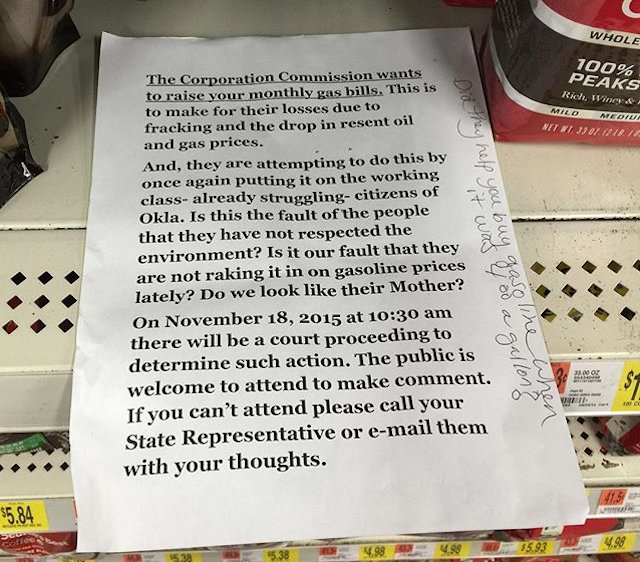 The Corporation Commission wants
to raise your monthly gas bills. This is
to make for their losses due to
fracking and the drop in resent oil
and gas prices.
And, they are attempting to do this by
once again putting it on the working
class- already struggling- citizens of
Okla. Is this the fault of the people
that they have not respected the
environment? Is it our fault that they
are not raking it in on gasoline prices
lately? Do we look like their Mother?
On November 18, 2015 at 10:30 am
there will be a court proceeding to
determine such action. The public is
welcome to attend to make comment.
If you can't attend please call your
State Representative or e-mail them
with your thoughts.
Did they help you buy gasoline when
it was
a gallon?
WHOLE
100%
PEAKS
Rich, Winey &
MILD MEDIU
NET WT. 33 OZ.
33.00 OZ
$1
$5.84
$5.38
$5.38
$4.98
$4.98
$5.93
$4.98
41.5